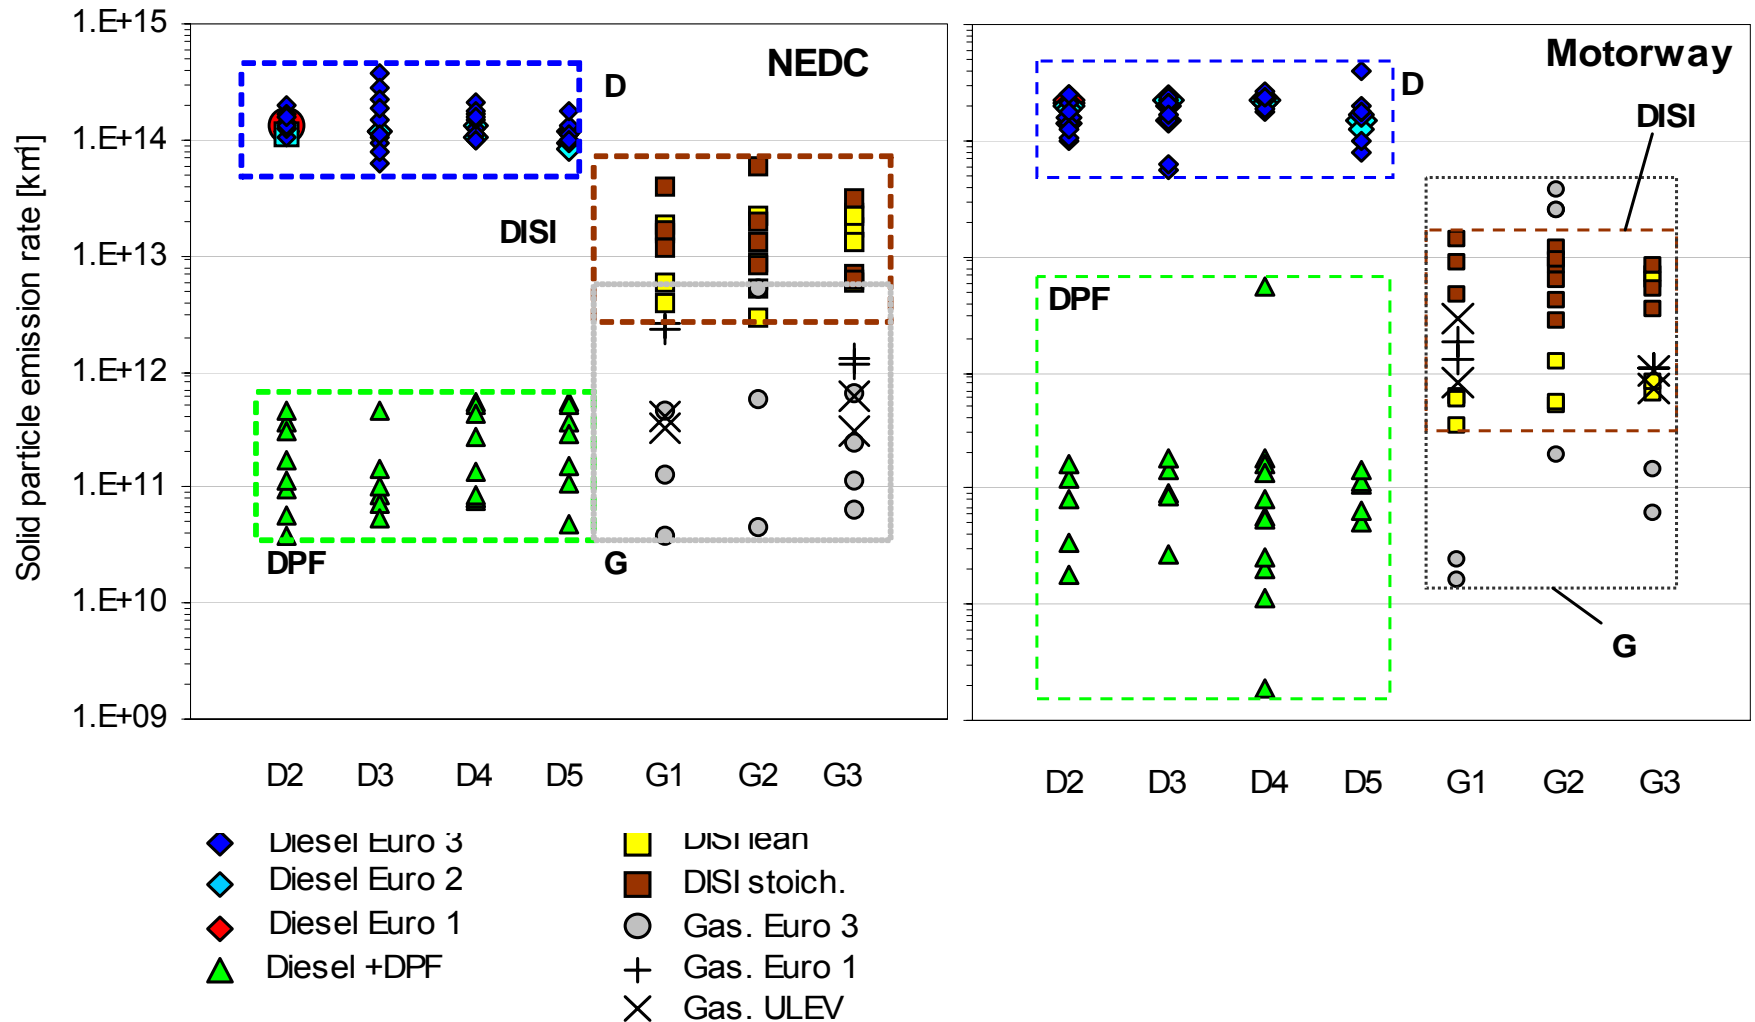 1.E+15
1.E+14
1.E+13
1.E+12
1.E+11
1.E+10
1.E+09
Solid particle emission rate [km¹]
NEDC
D
DISI
DPF
G
D2 D3 D4 D5 G1 G2 G3
Motorway
D
DISI
DPF
G
D2 D3 D4 D5 G1 G2 G3
Diesel Euro 3
Diesel Euro 2
Diesel Euro 1
Diesel +DPF
DISI lean
DISI stoich.
Gas. Euro 3
Gas. Euro 1
Gas. ULEV